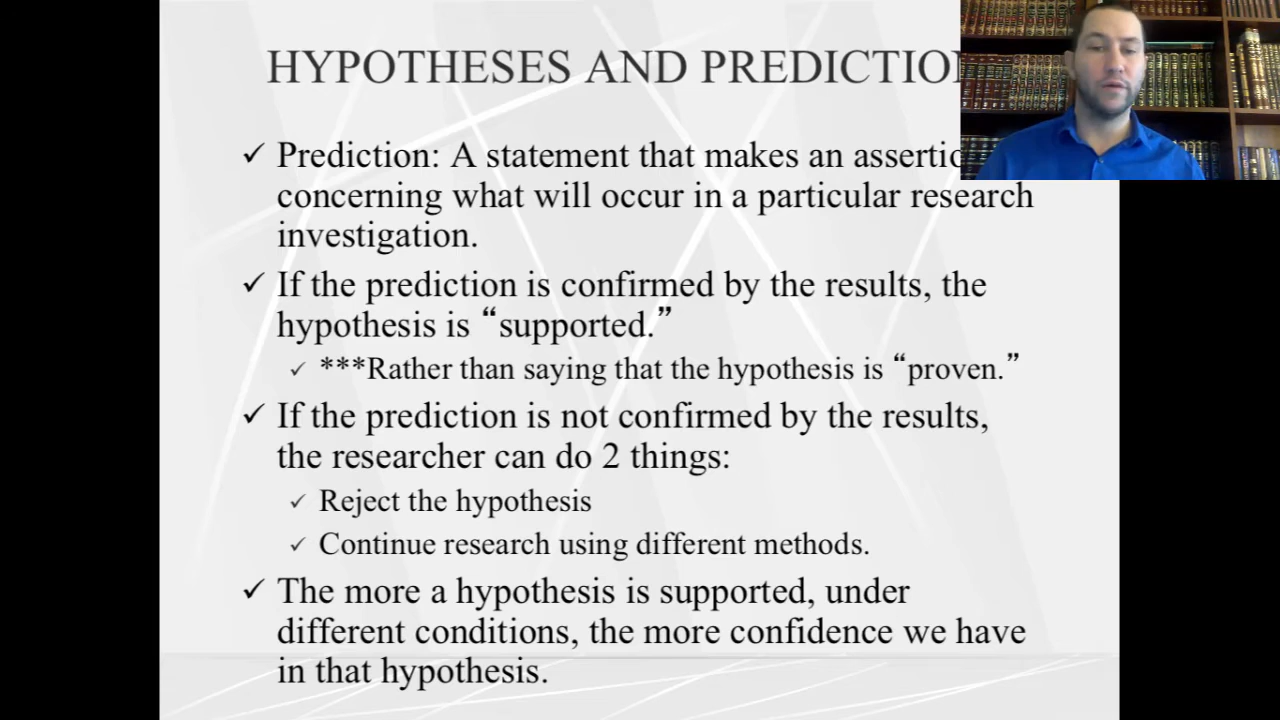 HYPOTHESES AND PREDICTIO
✓ Prediction: A statement that makes an assertio
concerning what will occur in a particular research
investigation.
✓ If the prediction is confirmed by the results, the
hypothesis is “supported.”
✓ ***Rather than saying that the hypothesis is “proven.”
✓ If the prediction is not confirmed by the results,
the researcher can do 2 things:
✓ Reject the hypothesis
✓ Continue research using different methods.
✓ The more a hypothesis is supported, under
different conditions, the more confidence we have
in that hypothesis.